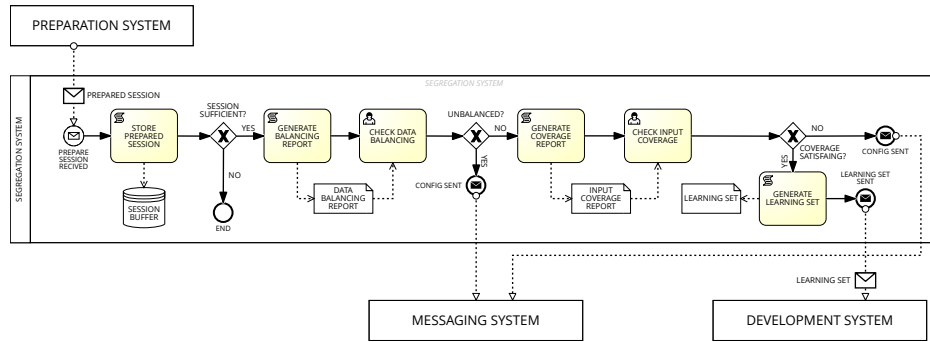 PREPARATION SYSTEM
SEGREGATION SYSTEM
SEGREGATION SYSTEM
PREPARED SESSION
PREPARE
SESSION
RECIVED
STORE
PREPARED
SESSION
SESSION
BUFFER
SESSION
SUFFICIENT?
YES
NO
END
GENERATE
BALANCING
REPORT
DATA
BALANCING
REPORT
CHECK DATA
BALANCING
UNBALANCED?
NO
YES
CONFIG SENT
GENERATE
COVERAGE
REPORT
INPUT
COVERAGE
REPORT
CHECK INPUT
COVERAGE
NO
COVERAGE
SATISFAING?
YES
CONFIG SENT
LEARNING SET
GENERATE
LEARNING SET
LEARNING SET
SENT
LEARNING SET
MESSAGING SYSTEM
DEVELOPMENT SYSTEM